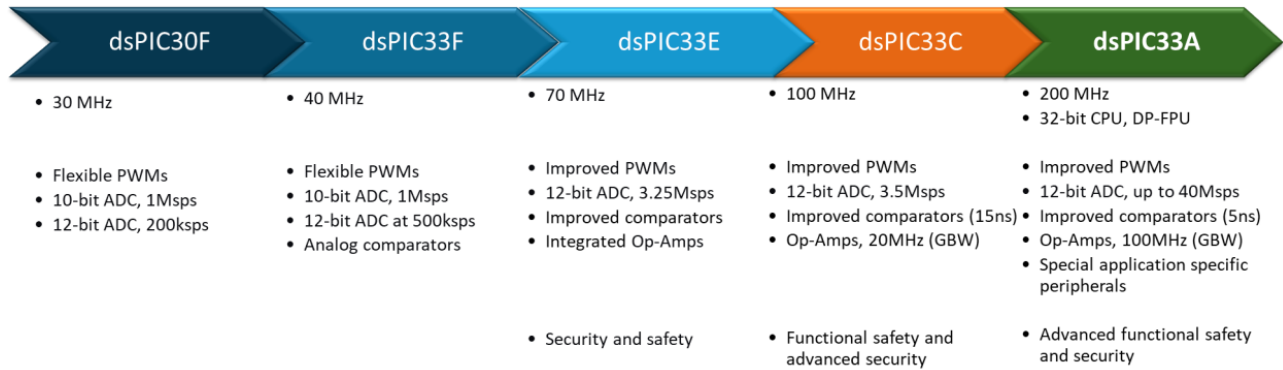 dsPIC30F
dsPIC33F
dsPIC33E
dsPIC33C
dsPIC33A
• 30 MHz
• Flexible PWMs
• 10-bit ADC, 1Msps
• 12-bit ADC, 200ksps
• 40 MHz
• Flexible PWMs
• 10-bit ADC, 1Msps
• 12-bit ADC at 500ksps
• Analog comparators
• 70 MHz
• Improved PWMs
• 12-bit ADC, 3.25Msps
• Improved comparators
• Integrated Op-Amps
• Security and safety
• 100 MHz
• Improved PWMs
• 12-bit ADC, 3.5Msps
• Improved comparators (15ns)
• Op-Amps, 20MHz (GBW)
• Functional safety and
advanced security
• 200 MHz
• 32-bit CPU, DP-FPU
• Improved PWMs
• 12-bit ADC, up to 40Msps
• Improved comparators (5ns)
• Op-Amps, 100MHz (GBW)
• Special application specific
peripherals
• Advanced functional safety
and security